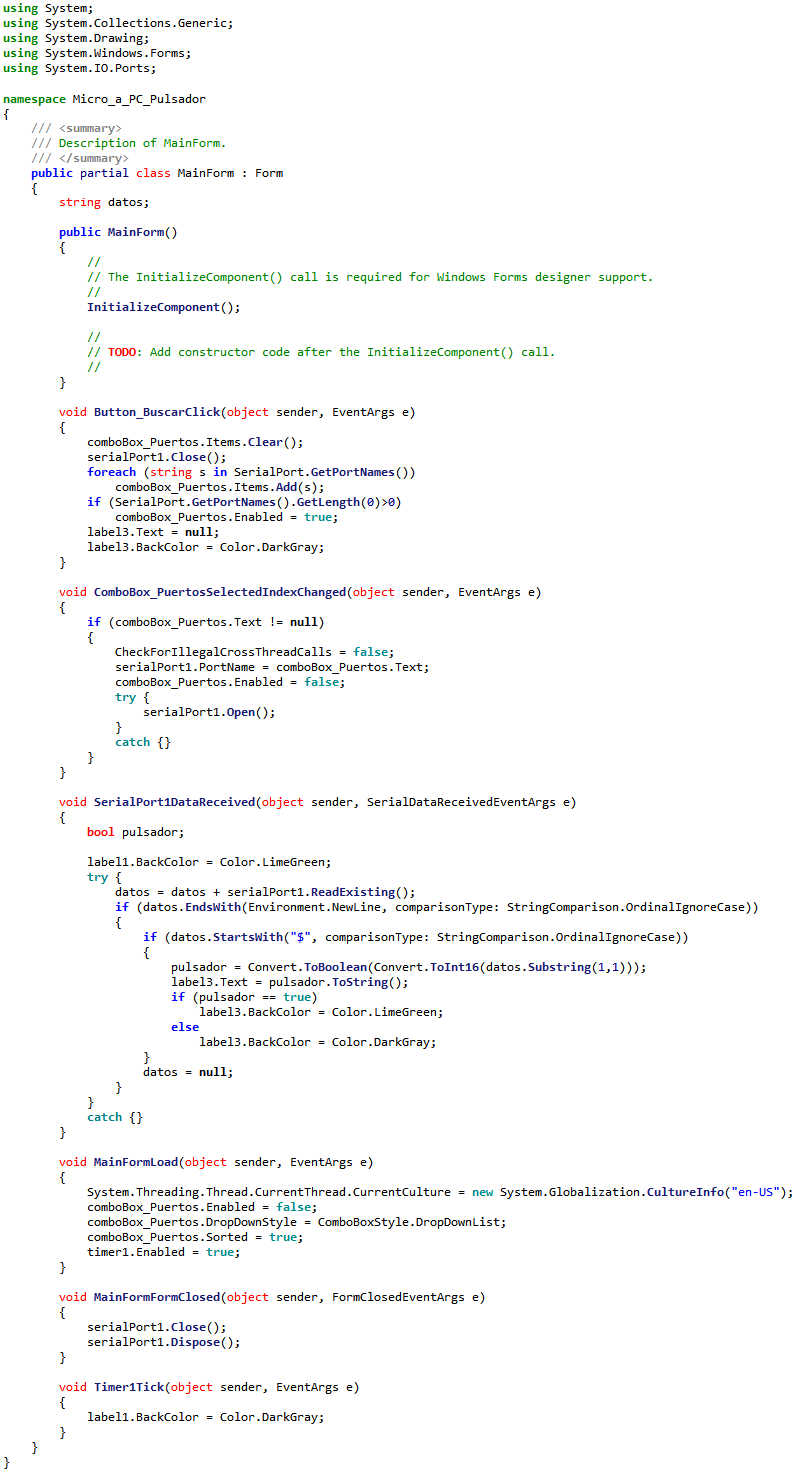 using System;
using System.Collections.Generic;
using System.Drawing;
using System.Windows.Forms;
using System.IO.Ports;

namespace Micro_a_PC_Pulsador
{
    /// <summary>
    /// Description of MainForm.
    /// </summary>
    public partial class MainForm : Form
    {
        string datos;

        public MainForm()
        {
            //
            // The InitializeComponent() call is required for Windows Forms designer support.
            //
            InitializeComponent();

            //
            // TODO: Add constructor code after the InitializeComponent() call.
            //
        }

        void Button_BuscarClick(object sender, EventArgs e)
        {
            comboBox_Puertos.Items.Clear();
            serialPort1.Close();
            foreach (string s in SerialPort.GetPortNames())
                comboBox_Puertos.Items.Add(s);
            if (SerialPort.GetPortNames().GetLength(0)>0)
                comboBox_Puertos.Enabled = true;
            label3.Text = null;
            label3.BackColor = Color.DarkGray;
        }

        void ComboBox_PuertosSelectedIndexChanged(object sender, EventArgs e)
        {
            if (comboBox_Puertos.Text != null)
            {
                CheckForIllegalCrossThreadCalls = false;
                serialPort1.PortName = comboBox_Puertos.Text;
                comboBox_Puertos.Enabled = false;
                try {
                    serialPort1.Open();
                }
                catch {}
            }
        }

        void SerialPort1DataReceived(object sender, SerialDataReceivedEventArgs e)
        {
            bool pulsador;

            label1.BackColor = Color.LimeGreen;
            try {
                datos = datos + serialPort1.ReadExisting();
                if (datos.EndsWith(Environment.NewLine, comparisonType: StringComparison.OrdinalIgnoreCase))
                {
                    if (datos.StartsWith("$", comparisonType: StringComparison.OrdinalIgnoreCase))
                    {
                        pulsador = Convert.ToBoolean(Convert.ToInt16(datos.Substring(1,1)));
                        label3.Text = pulsador.ToString();
                        if (pulsador == true)
                            label3.BackColor = Color.LimeGreen;
                        else
                            label3.BackColor = Color.DarkGray;
                    }
                    datos = null;
                }
            }
            catch {}
        }

        void MainFormLoad(object sender, EventArgs e)
        {
            System.Threading.Thread.CurrentThread.CurrentCulture = new System.Globalization.CultureInfo("en-US");
            comboBox_Puertos.Enabled = false;
            comboBox_Puertos.DropDownStyle = ComboBoxStyle.DropDownList;
            comboBox_Puertos.Sorted = true;
            timer1.Enabled = true;
        }

        void MainFormFormClosed(object sender, FormClosedEventArgs e)
        {
            serialPort1.Close();
            serialPort1.Dispose();
        }

        void Timer1Tick(object sender, EventArgs e)
        {
            label1.BackColor = Color.DarkGray;
        }
    }
}